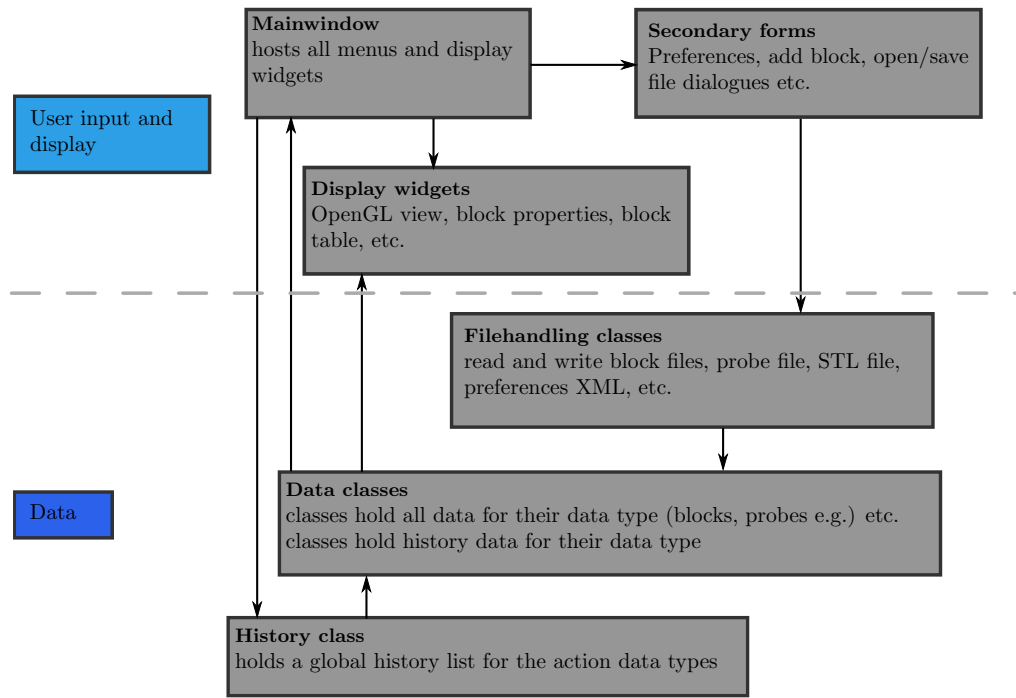 Mainwindow
hosts all menus and display
widgets
Secondary forms
Preferences, add block, open/save
file dialogues etc.
User input and
display
Display widgets
OpenGL view, block properties, block
table, etc.
Filehandling classes
read and write block files, probe file, STL file,
preferences XML, etc.
Data
Data classes
classes hold all data for their data type (blocks, probes e.g.) etc.
classes hold history data for their data type
History class
holds a global history list for the action data types